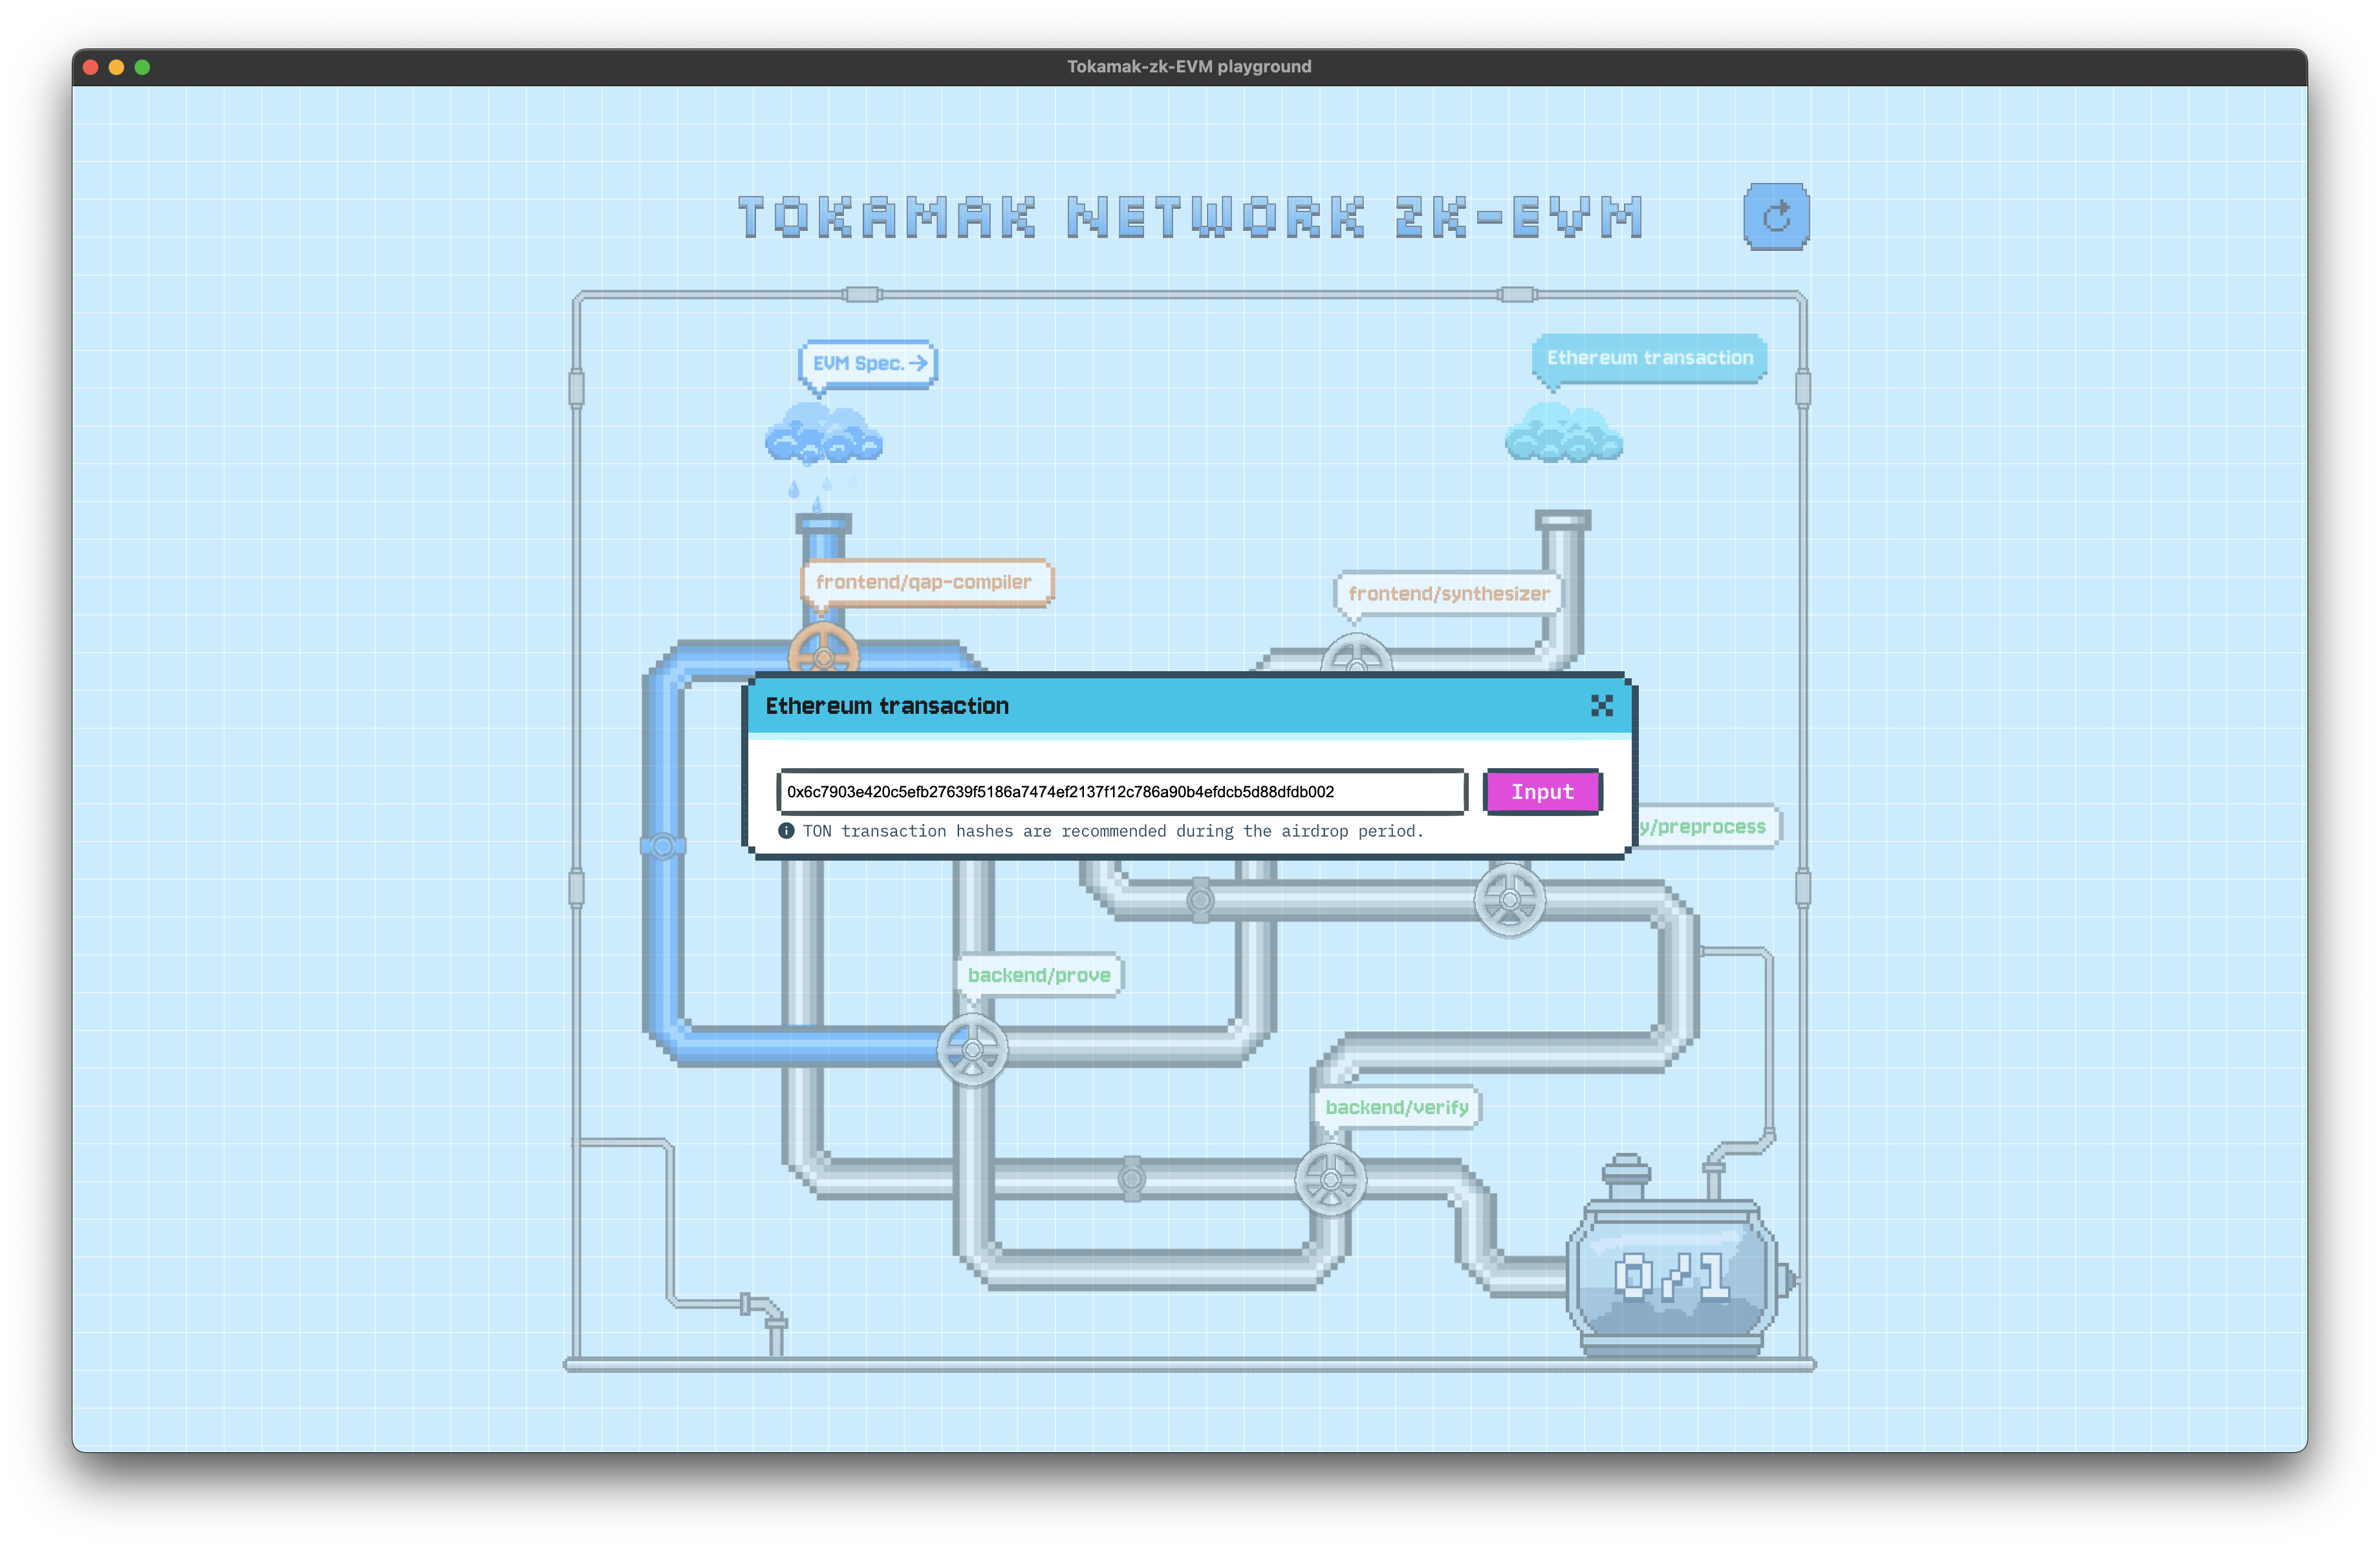 Tokamak-zk-EVM playground
TOKAMAK NETWORK ZK-EVM
EVM Spec.→
Ethereum transaction
frontend/qap-compiler
frontend/synthesizer
Ethereum transaction
0x6c7903e420c5efb27639f5186a7474ef2137f12c786a90b4efdcb5d88dfdb002
Input
TON transaction hashes are recommended during the airdrop period.
y/preprocess
backend/prove
backend/verify
0/1